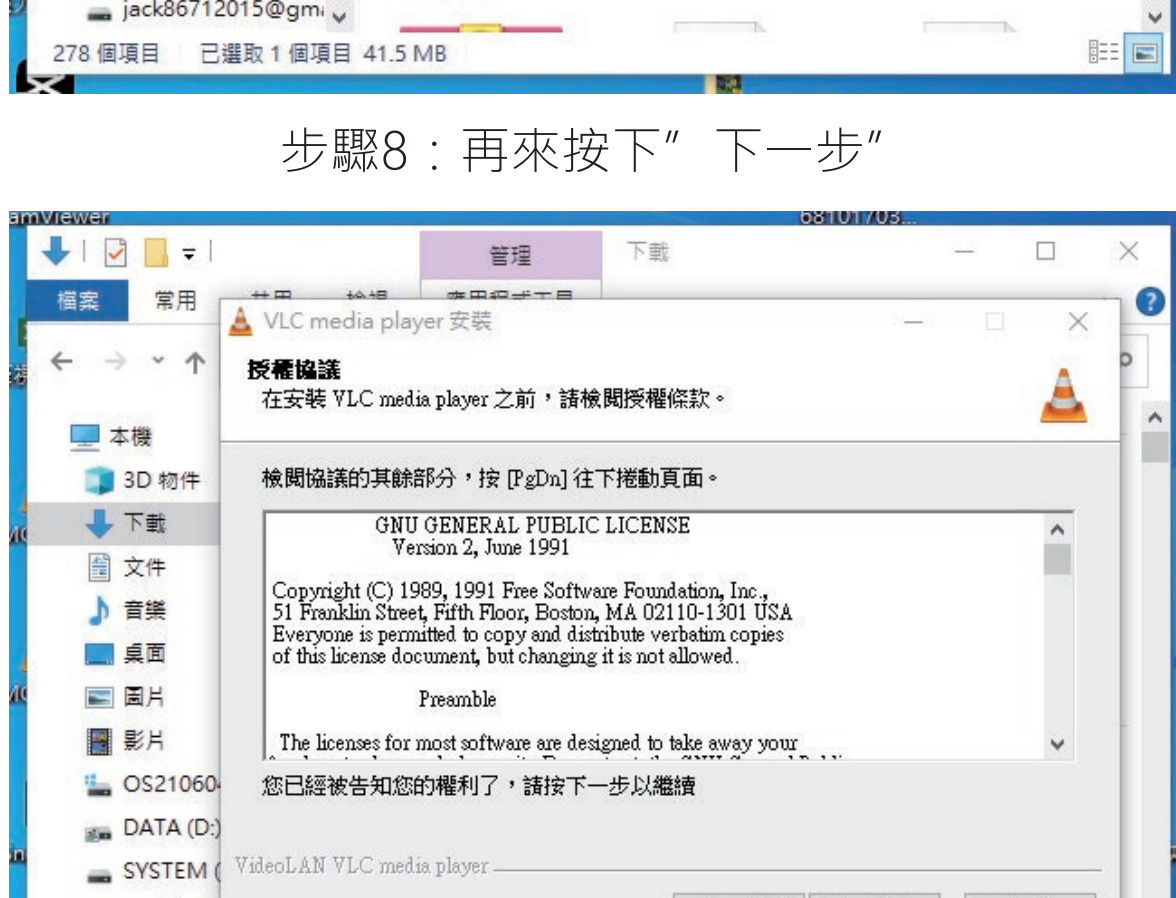 jack86712015@gma
278 個項目 已選取 1 個項目 41.5 MB
步驟8：再來按下”下一步”
amViewer
68101703...
管理 下載
檔案 常用
VLC media player 安裝
授權協議
在安裝 VLC media player 之前，請檢閱授權條款。
本機
3D 物件
下載
文件
音樂
桌面
圖片
影片
OS210604
DATA (D:)
SYSTEM (
檢閱協議的其餘部分，按 [PgDn] 往下捲動頁面。
GNU GENERAL PUBLIC LICENSE
Version 2, June 1991
Copyright (C) 1989, 1991 Free Software Foundation, Inc.,
51 Franklin Street, Fifth Floor, Boston, MA 02110-1301 USA
Everyone is permitted to copy and distribute verbatim copies
of this license document, but changing it is not allowed.
Preamble
The licenses for most software are designed to take away your
您已經被告知您的權利了，請按下一步以繼續
VideoLAN VLC media player